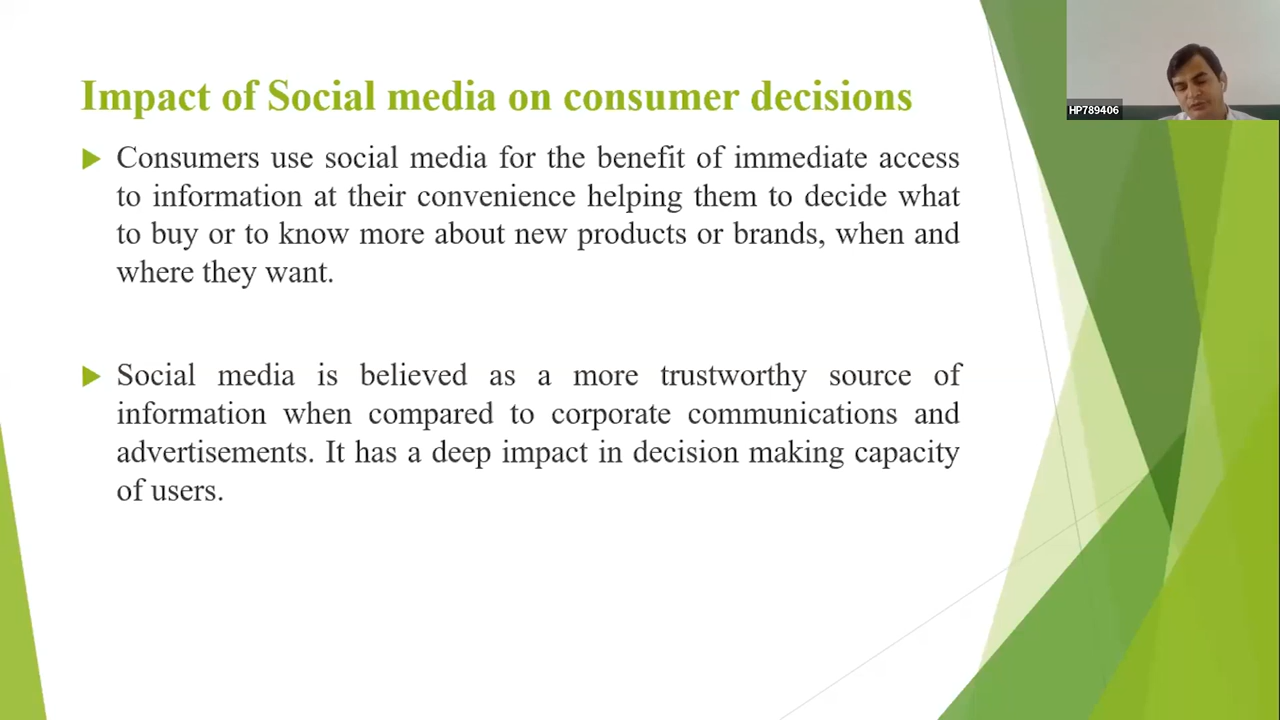 Impact of Social media on consumer decisions
Consumers use social media for the benefit of immediate access
to information at their convenience helping them to decide what
to buy or to know more about new products or brands, when and
where they want.
Social media is believed as a more trustworthy source of
information when compared to corporate communications and
advertisements. It has a deep impact in decision making capacity
of users.
HP789406